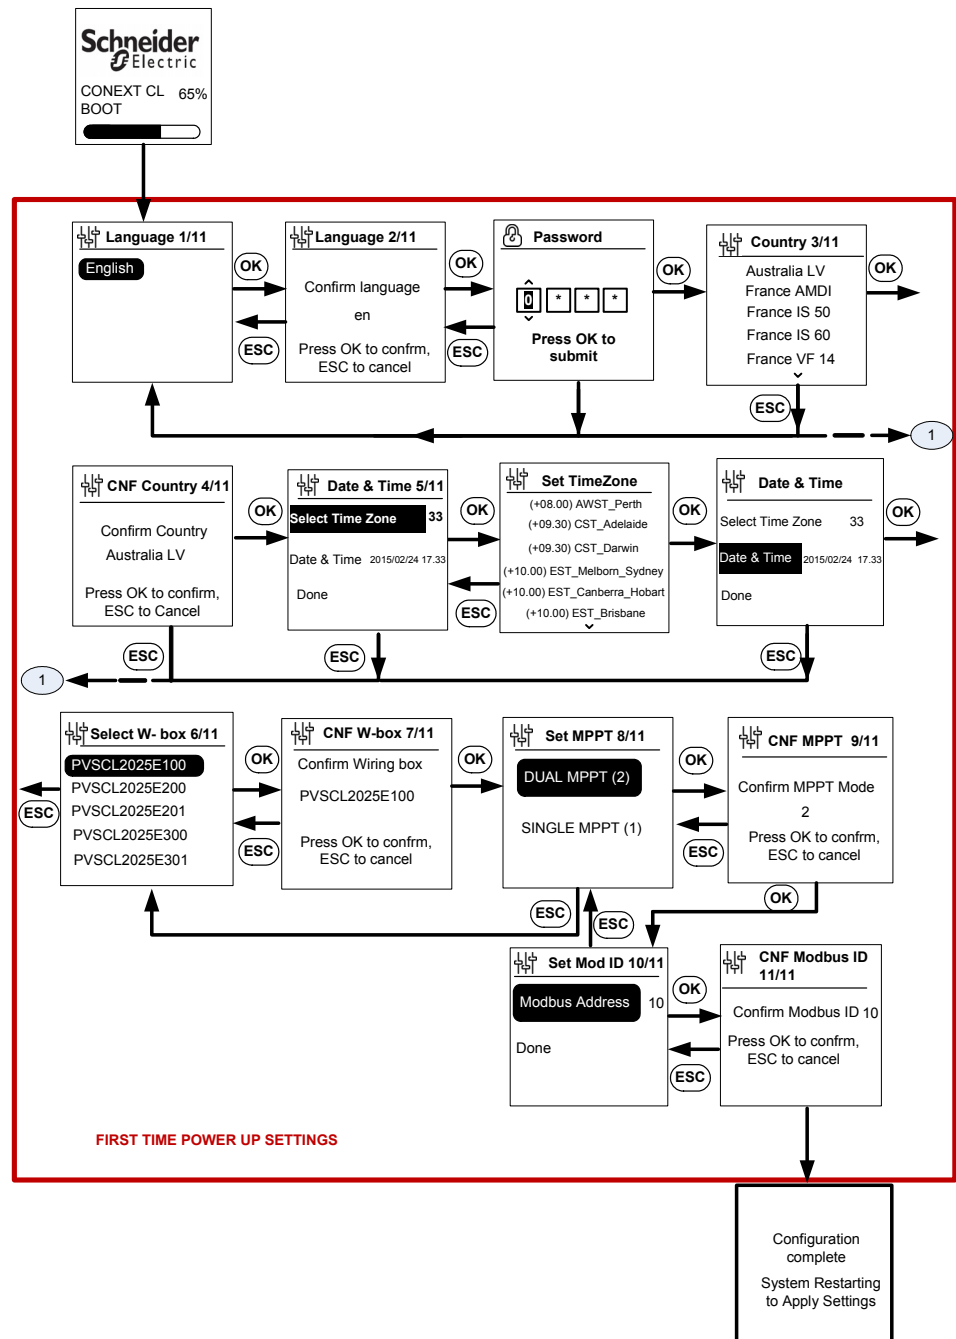 Schneider
Electric
CONEXT CL 65%
BOOT
Language 1/11
English
OK
ESC
Language 2/11
Confirm language
en
Press OK to confrm,
ESC to cancel
OK
ESC
Password
0 * * *
Press OK to
submit
OK
Country 3/11
Australia LV
France AMDI
France IS 50
France IS 60
France VF 14
OK
ESC
1
CNF Country 4/11
Confirm Country
Australia LV
Press OK to confirm,
ESC to Cancel
OK
ESC
Date & Time 5/11
Select Time Zone 33
Date & Time 2015/02/24 17.33
Done
OK
ESC
ESC
Set TimeZone
(+08.00) AWST_Perth
(+09.30) CST_Adelaide
(+09.30) CST_Darwin
(+10.00) EST_Melborn_Sydney
(+10.00) EST_Canberra_Hobart
(+10.00) EST_Brisbane
OK
Date & Time
Select Time Zone 33
Date & Time 2015/02/24 17.33
Done
OK
ESC
1
Select W- box 6/11
PVSCL2025E100
PVSCL2025E200
PVSCL2025E201
PVSCL2025E300
PVSCL2025E301
ESC
OK
ESC
CNF W-box 7/11
Confirm Wiring box
PVSCL2025E100
Press OK to confrm,
ESC to cancel
OK
Set MPPT 8/11
DUAL MPPT (2)
SINGLE MPPT (1)
OK
ESC
ESC
ESC
CNF MPPT 9/11
Confirm MPPT Mode
2
Press OK to confrm,
ESC to cancel
OK
Set Mod ID 10/11
Modbus Address 10
Done
OK
ESC
CNF Modbus ID
11/11
Confirm Modbus ID 10
Press OK to confrm,
ESC to cancel
FIRST TIME POWER UP SETTINGS
Configuration
complete
System Restarting
to Apply Settings